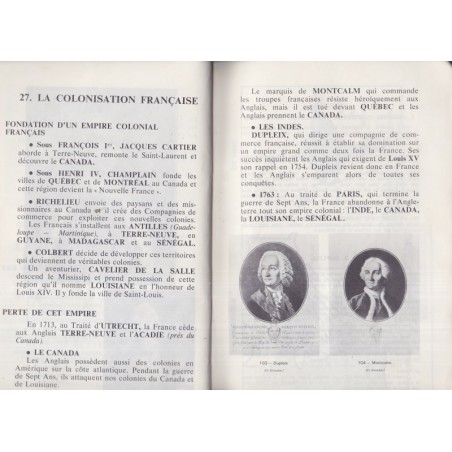 27. LA COLONISATION FRANÇAISE
FONDATION D'UN EMPIRE COLONIAL
FRANÇAIS
● Sous FRANÇOIS Ier, JACQUES CARTIER
aborde à Terre-Neuve, remonte le Saint-Laurent et
découvre le CANADA.
● Sous HENRI IV, CHAMPLAIN fonde les
villes de QUÉBEC et de MONTRÉAL au Canada et
cette région devient la « Nouvelle France ».
● RICHELIEU envoie des paysans et des mis-
sionnaires au Canada et il crée des Compagnies de
commerce pour exploiter ces nouvelles colonies.
Les Français s'installent aux ANTILLES (Guade-
loupe - Martinique), à TERRE-NEUVE, en
GUYANE, à MADAGASCAR et au SÉNÉGAL.
● COLBERT décide de développer ces territoires
qui deviennent de véritables colonies.
Un aventurier, CAVELIER DE LA SALLE
descend le Mississipi et prend possession de cette
région qu'il nomme LOUISIANE en l'honneur de
Louis XIV. Il y fonde la ville de Saint-Louis.
PERTE DE CET EMPIRE
En 1713, au Traité d'UTRECHT, la France cède
aux Anglais TERRE-NEUVE et l'ACADIE (près du
Canada).
● LE CANADA
Les Anglais possèdent aussi des colonies en
Amérique sur la côte atlantique. Pendant la guerre
de Sept Ans, ils attaquent nos colonies du Canada et
de Louisiane.
Le marquis de MONTCALM qui commande
les troupes françaises résiste héroïquement aux
Anglais, mais il est tué devant QUÉBEC et les
Anglais prennent le CANADA.
● LES INDES.
DUPLEIX, qui dirige une compagnie de com-
merce française, réussit à établir sa domination sur
un empire grand comme deux fois la France. Ses
succès inquiètent les Anglais qui exigent de Louis XV
son rappel en 1754. Dupleix revient donc en France
et les Anglais s'emparent alors de toutes ses
conquêtes.
● 1763 : Au traité de PARIS, qui termine la
guerre de Sept Ans, la France abandonne à l'Angle-
terre tout son empire colonial : l'INDE, le CANADA,
la LOUISIANE, le SÉNÉGAL.
Dupleix
Montcalm